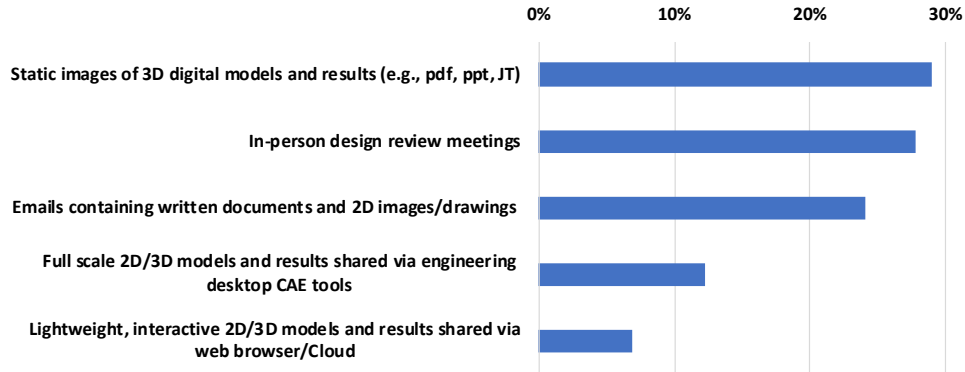 0% 10% 20% 30%
Static images of 3D digital models and results (e.g., pdf, ppt, JT)
In-person design review meetings
Emails containing written documents and 2D images/drawings
Full scale 2D/3D models and results shared via engineering
desktop CAE tools
Lightweight, interactive 2D/3D models and results shared via
web browser/Cloud